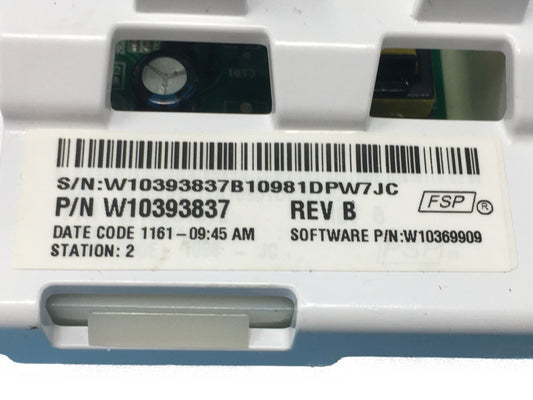 S/N:W10393837B10981DPW7JC
P/N W10393837 REV B FSP ®
DATE CODE 1161-09:45 AM SOFTWARE P/N:W10369909
STATION: 2